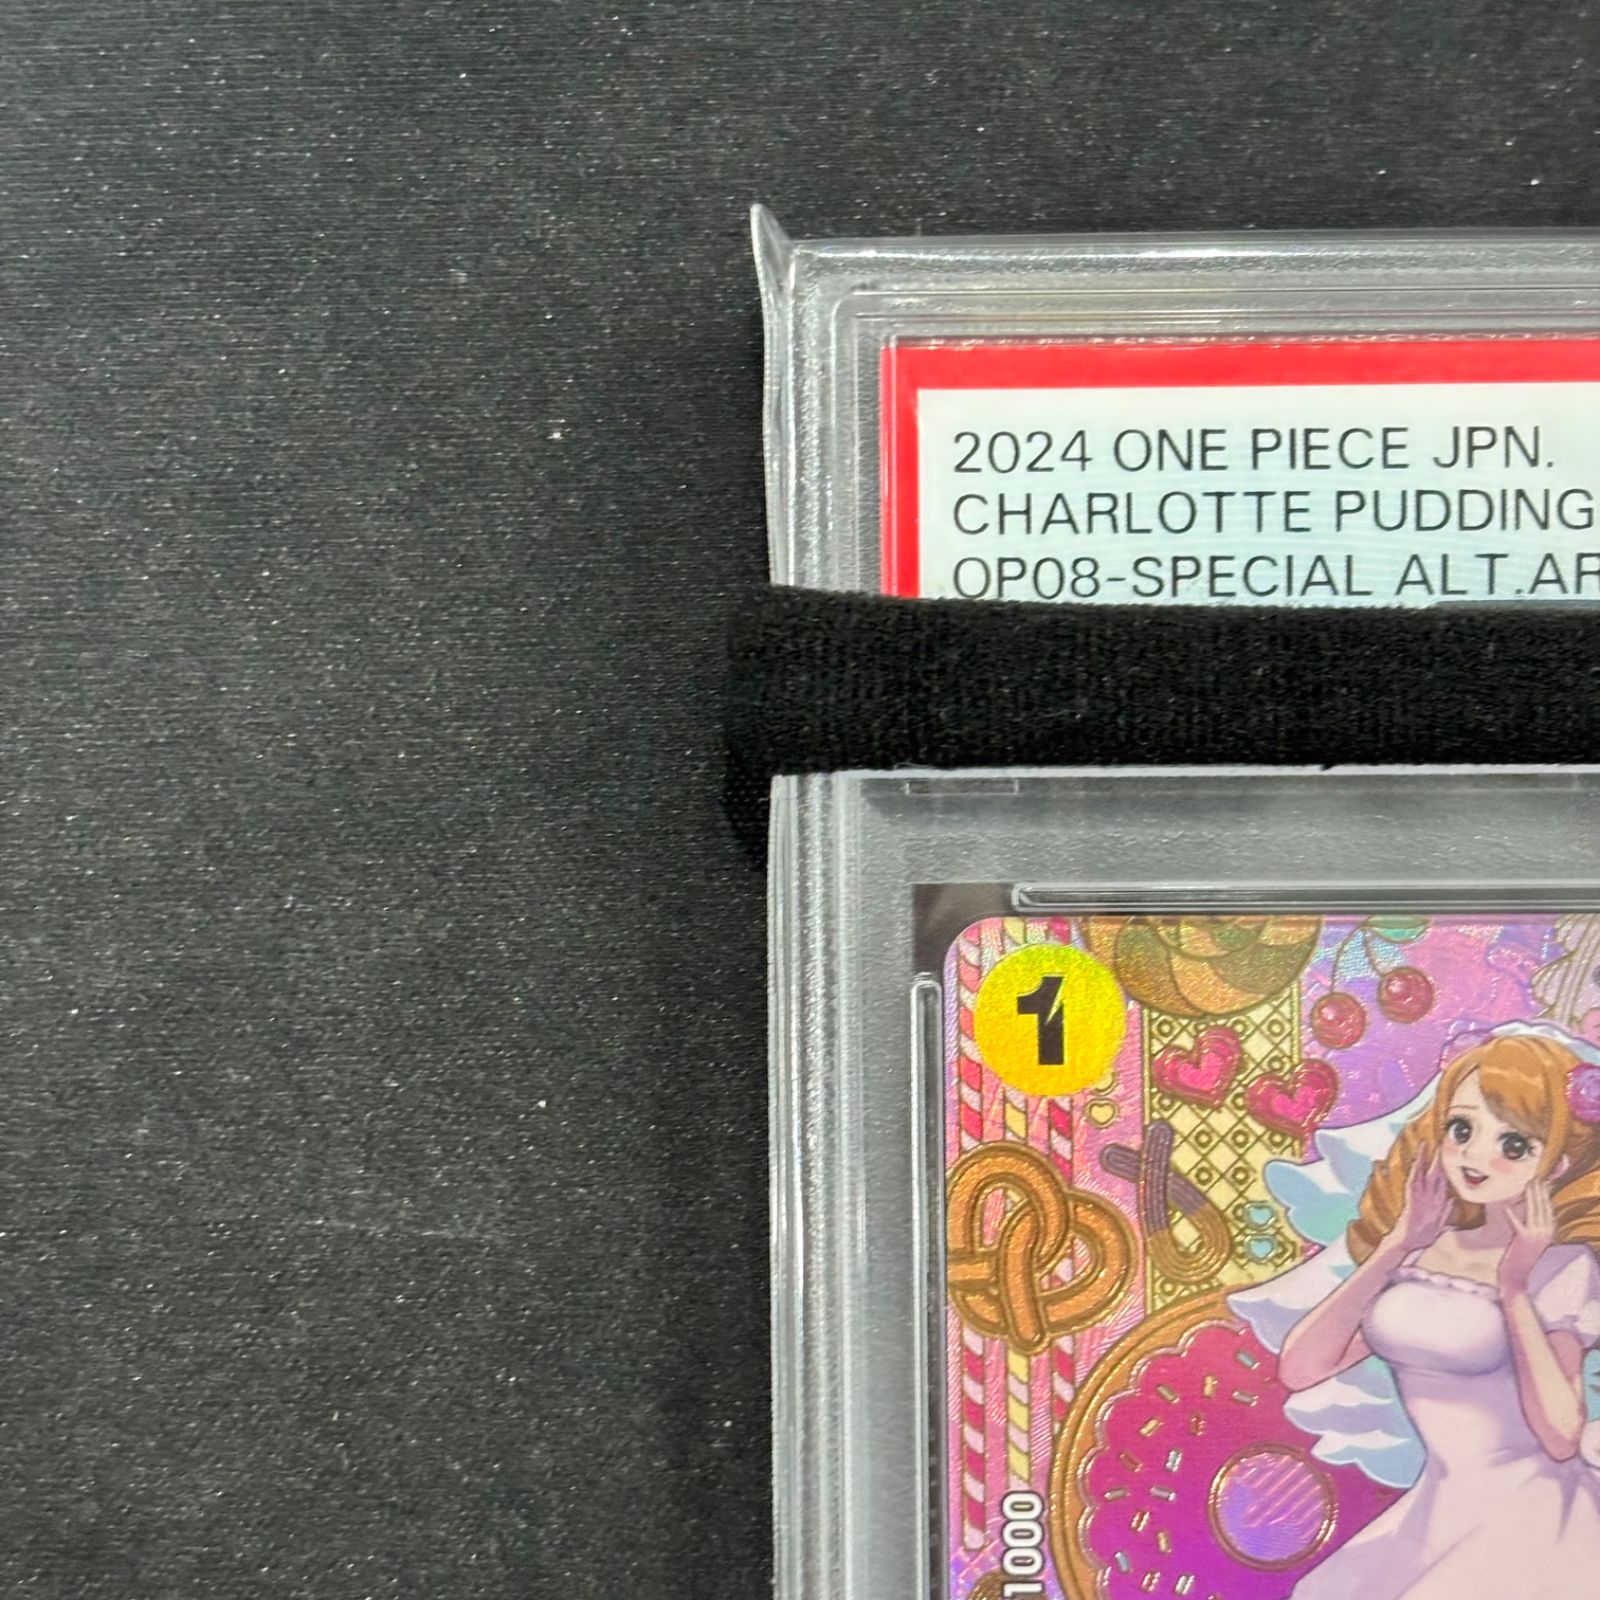 2024 ONE PIECE JPN.
CHARLOTTE PUDDING
OP08-SPECIAL ALT.AR
1
1000